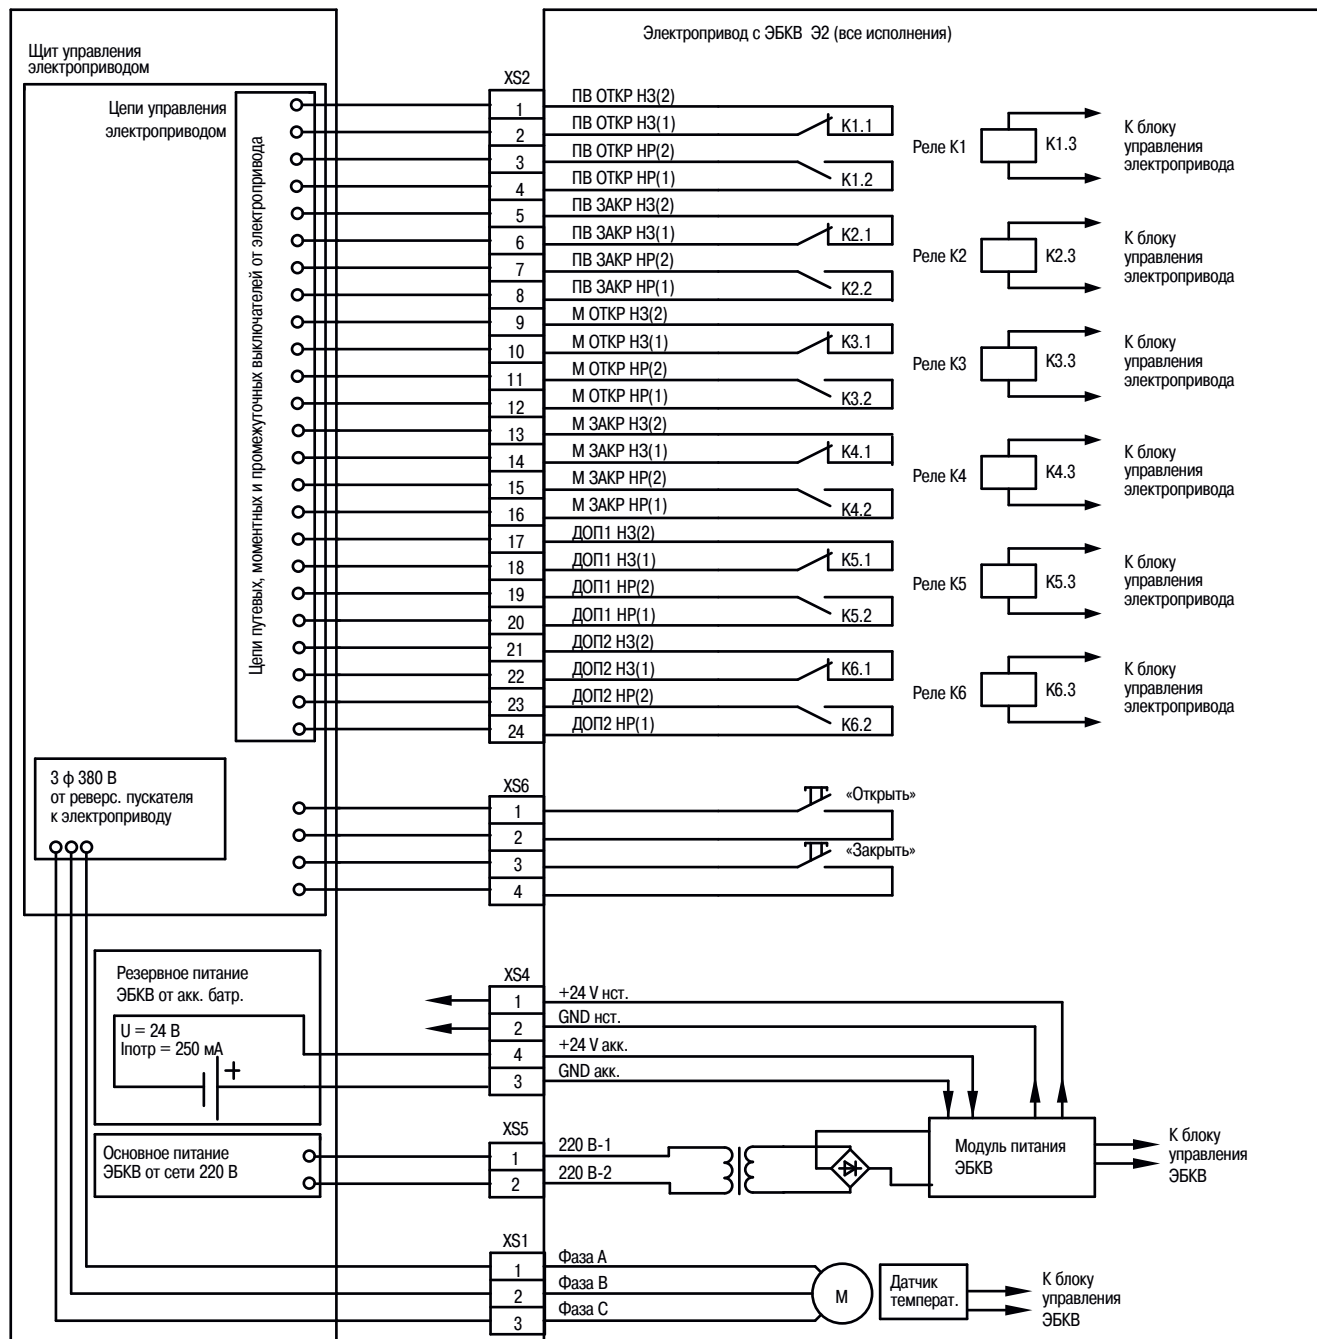 Электропривод с ЭБКВ Э2 (все исполнения)
Щит управления
электроприводом
Цепи управления
электроприводом
Цепи путевых, моментных и промежуточных выключателей от электропривода
XS2
1
ПВ ОТКР НЗ(2)
2
ПВ ОТКР НЗ(1)
K1.1
3
ПВ ОТКР НР(2)
4
ПВ ОТКР НР(1)
K1.2
Реле К1
K1.3
К блоку
управления
электропривода
5
ПВ ЗАКР НЗ(2)
6
ПВ ЗАКР НЗ(1)
K2.1
7
ПВ ЗАКР НР(2)
8
ПВ ЗАКР НР(1)
K2.2
Реле К2
K2.3
К блоку
управления
электропривода
9
М ОТКР НЗ(2)
10
М ОТКР НЗ(1)
K3.1
11
М ОТКР НР(2)
12
М ОТКР НР(1)
K3.2
Реле К3
K3.3
К блоку
управления
электропривода
13
М ЗАКР НЗ(2)
14
М ЗАКР НЗ(1)
K4.1
15
М ЗАКР НР(2)
16
М ЗАКР НР(1)
K4.2
Реле К4
K4.3
К блоку
управления
электропривода
17
ДОП1 НЗ(2)
18
ДОП1 НЗ(1)
K5.1
19
ДОП1 НР(2)
20
ДОП1 НР(1)
K5.2
Реле К5
K5.3
К блоку
управления
электропривода
21
ДОП2 НЗ(2)
22
ДОП2 НЗ(1)
K6.1
23
ДОП2 НР(2)
24
ДОП2 НР(1)
K6.2
Реле К6
K6.3
К блоку
управления
электропривода
3 ф 380 В
от реверс. пускателя
к электроприводу
XS6
1
«Открыть»
2
3
«Закрыть»
4
Резервное питание
ЭБКВ от акк. батр.
U = 24 В
Iпотр = 250 мА
+
XS4
1
+24 V нст.
2
GND нст.
4
+24 V акк.
3
GND акк.
Основное питание
ЭБКВ от сети 220 В
XS5
1
220 В-1
2
220 В-2
Модуль питания
ЭБКВ
К блоку
управления
ЭБКВ
XS1
1
Фаза А
2
Фаза В
3
Фаза С
М
Датчик
температ.
К блоку
управления
ЭБКВ